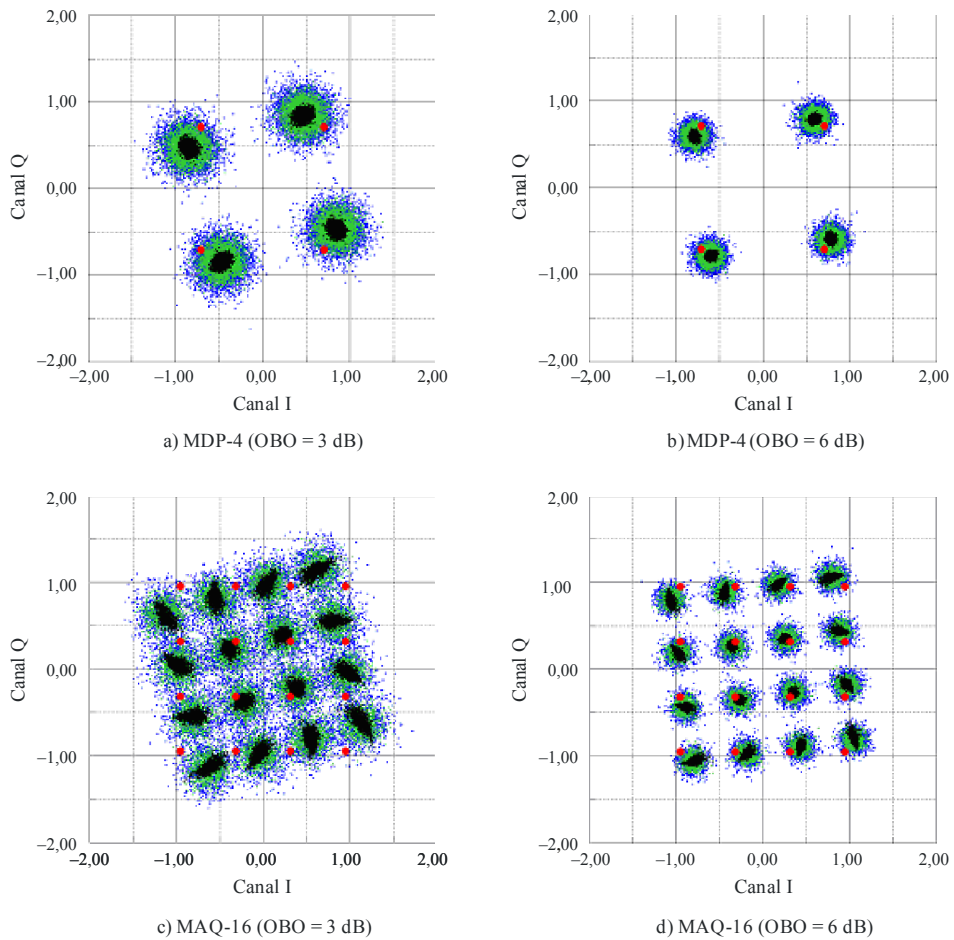 2,00
1,00
0,00
–1,00
–2,00
Canal Q
–2,00 –1,00 0,00 1,00 2,00
Canal I
a) MDP-4 (OBO = 3 dB)
2,00
1,00
0,00
–1,00
–2,00
Canal Q
–2,00 –1,00 0,00 1,00 2,00
Canal I
b) MDP-4 (OBO = 6 dB)
2,00
1,00
0,00
–1,00
–2,00
Canal Q
–2,00 –1,00 0,00 1,00 2,00
Canal I
c) MAQ-16 (OBO = 3 dB)
2,00
1,00
0,00
–1,00
–2,00
Canal Q
–2,00 –1,00 0,00 1,00 2,00
Canal I
d) MAQ-16 (OBO = 6 dB)